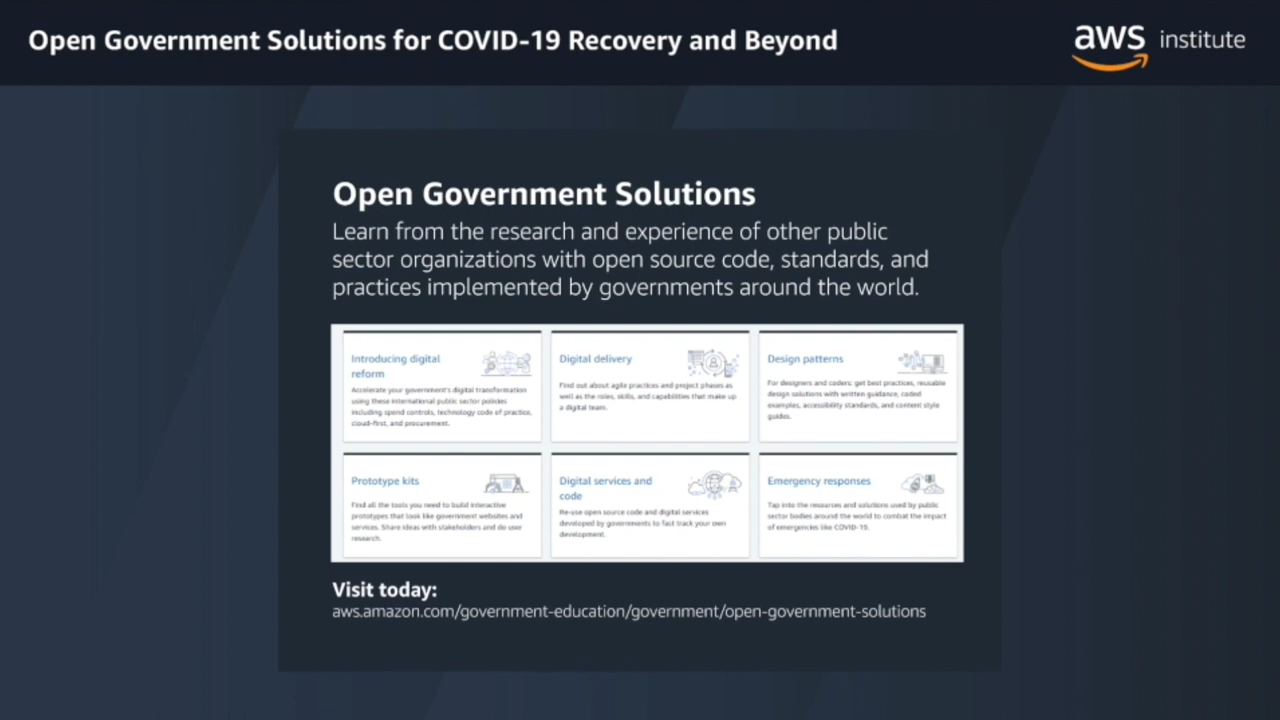 Open Government Solutions for COVID-19 Recovery and Beyond
aws institute
Open Government Solutions
Learn from the research and experience of other public
sector organizations with open source code, standards, and
practices implemented by governments around the world.
Introducing digital
reform
Accelerate your government's digital transformation
using these international public sector policies
including spend controls, technology code of practice,
cloud-first, and procurement.
Digital delivery
Find out about agile practices and project phases as
well as the roles, skills, and capabilities that make up
a digital team.
Design patterns
For designers and coders: get best practices, reusable
design solutions with written guidance, coded
examples, accessibility standards, and content style
guides.
Prototype kits
Find all the tools you need to build interactive
prototypes that look like government websites and
services. Share ideas with stakeholders and do user
research.
Digital services and
code
Re-use open source code and digital services
developed by governments to fast track your own
development.
Emergency responses
Tap into the resources and solutions used by public
sector bodies around the world to combat the impact
of emergencies like COVID-19.
Visit today:
aws.amazon.com/government-education/government/open-government-solutions